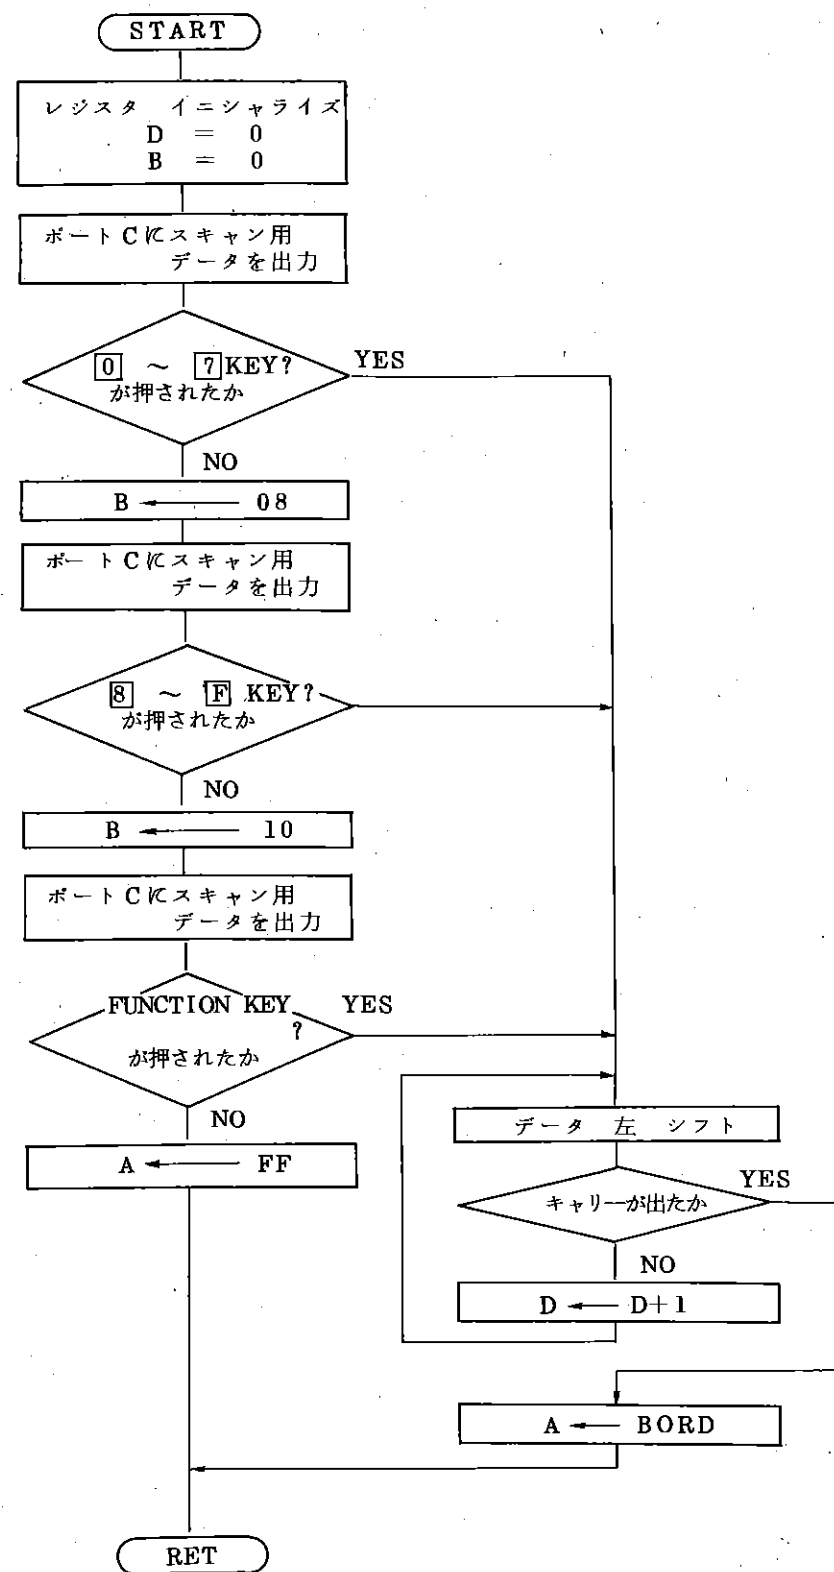 START
レジスタ イニシャライズ
D = 0
B = 0
ポートCにスキャン用
データを出力
0 ～ 7 KEY?
が押されたか
YES
NO
B ← 08
ポートCにスキャン用
データを出力
8 ～ F KEY?
が押されたか
NO
B ← 10
ポートCにスキャン用
データを出力
FUNCTION KEY
?
が押されたか
YES
NO
A ← FF
データ 左 シフト
キャリーが出たか
YES
NO
D ← D+1
A ← BORD
RET